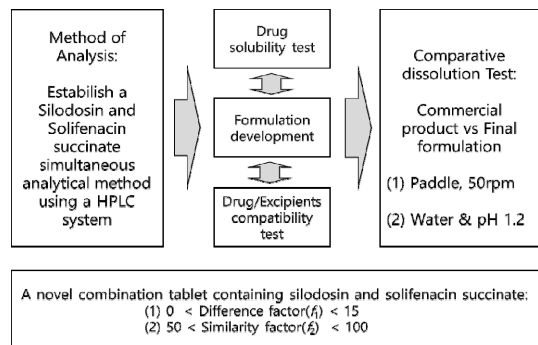 Method of
Analysis:
Estabilish a
Silodosin and
Solifenacin
succinate
simultaneous
analytical method
using a HPLC
system
Drug
solubility test
Formulation
development
Drug/Excipients
compatibility
test
Comparative
dissolution Test:
Commercial
product vs Final
formulation
(1) Paddle, 50rpm
(2) Water & pH 1.2
A novel combination tablet containing silodosin and solifenacin succinate:
(1) 0 < Difference factor(f₁) < 15
(2) 50 < Similarity factor(f₂) < 100